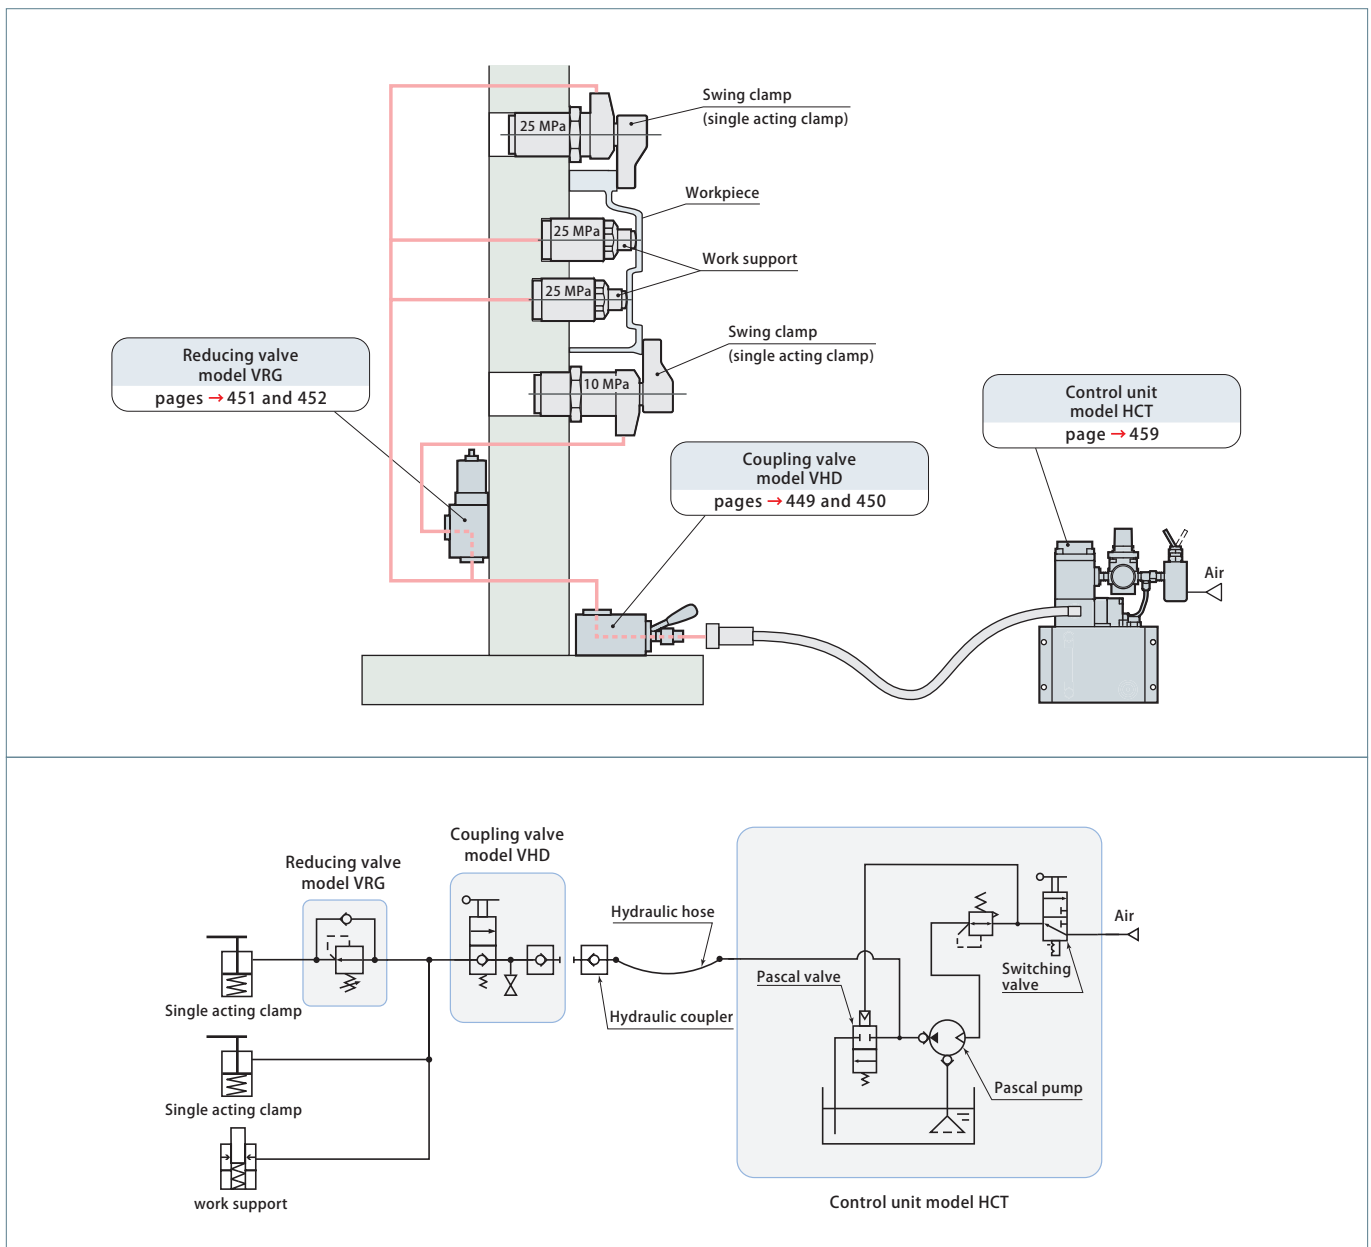 Swing clamp
(single acting clamp)
25 MPa
Workpiece
25 MPa
Work support
25 MPa
Swing clamp
(single acting clamp)
Reducing valve
model VRG
pages → 451 and 452
10 MPa
Control unit
model HCT
page → 459
Coupling valve
model VHD
pages → 449 and 450
Air
Coupling valve
model VHD
Reducing valve
model VRG
Hydraulic hose
Air
Switching
valve
Pascal valve
Single acting clamp
Hydraulic coupler
Pascal pump
Single acting clamp
work support
Control unit model HCT